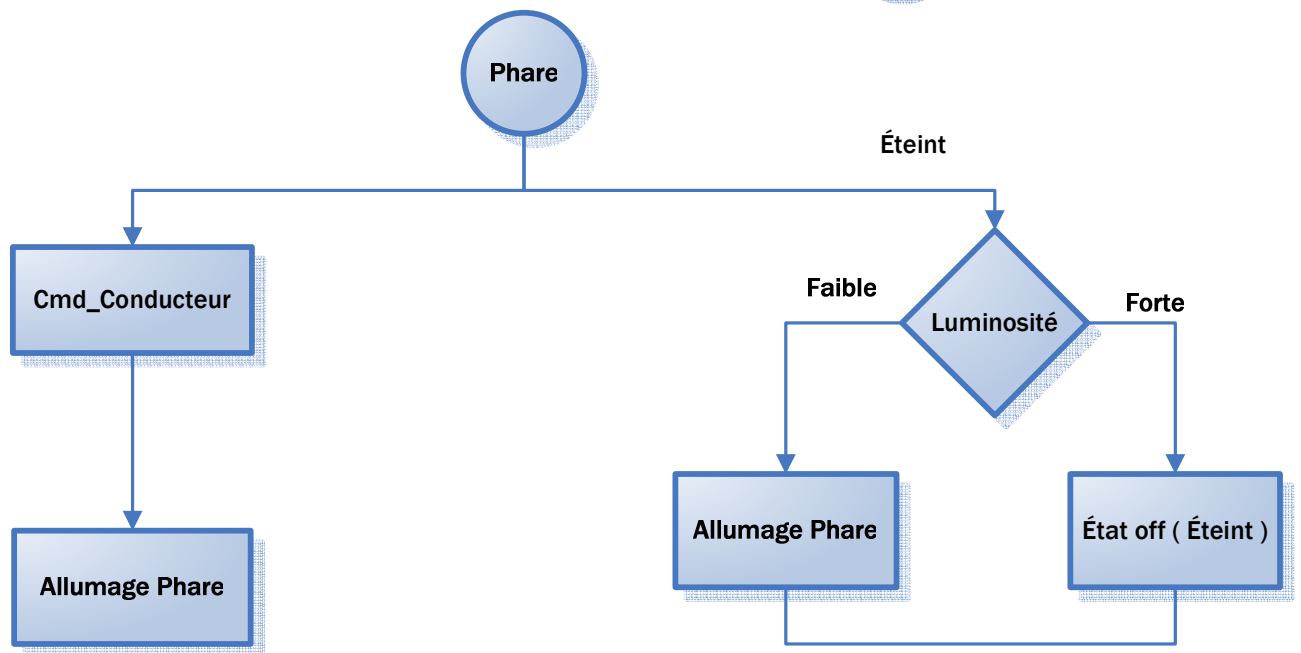 Phare
Éteint
Cmd_Conducteur
Faible
Luminosité
Forte
Allumage Phare
Allumage Phare
État off ( Éteint )